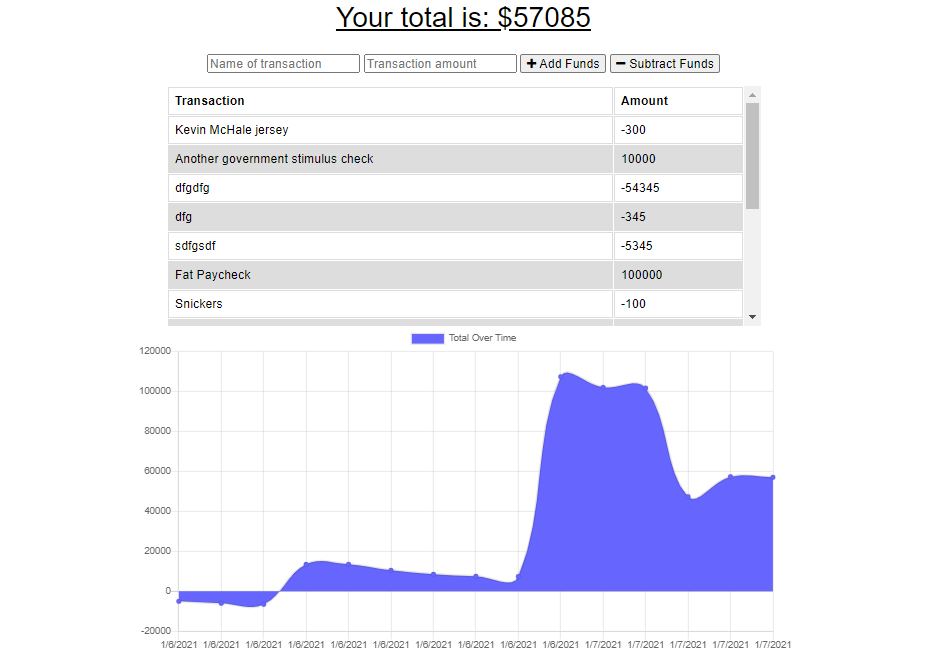 Your total is: $57085
Name of transaction Transaction amount + Add Funds − Subtract Funds
Transaction Amount
Kevin McHale jersey -300
Another government stimulus check 10000
dfgdfg -54345
dfg -345
sdfgsdf -5345
Fat Paycheck 100000
Snickers -100
Total Over Time
120000
100000
80000
60000
40000
20000
0
-20000
1/6/2021 1/6/2021 1/6/2021 1/6/2021 1/6/2021 1/6/2021 1/6/2021 1/6/2021 1/6/2021 1/6/2021 1/7/2021 1/7/2021 1/7/2021 1/7/2021 1/7/2021